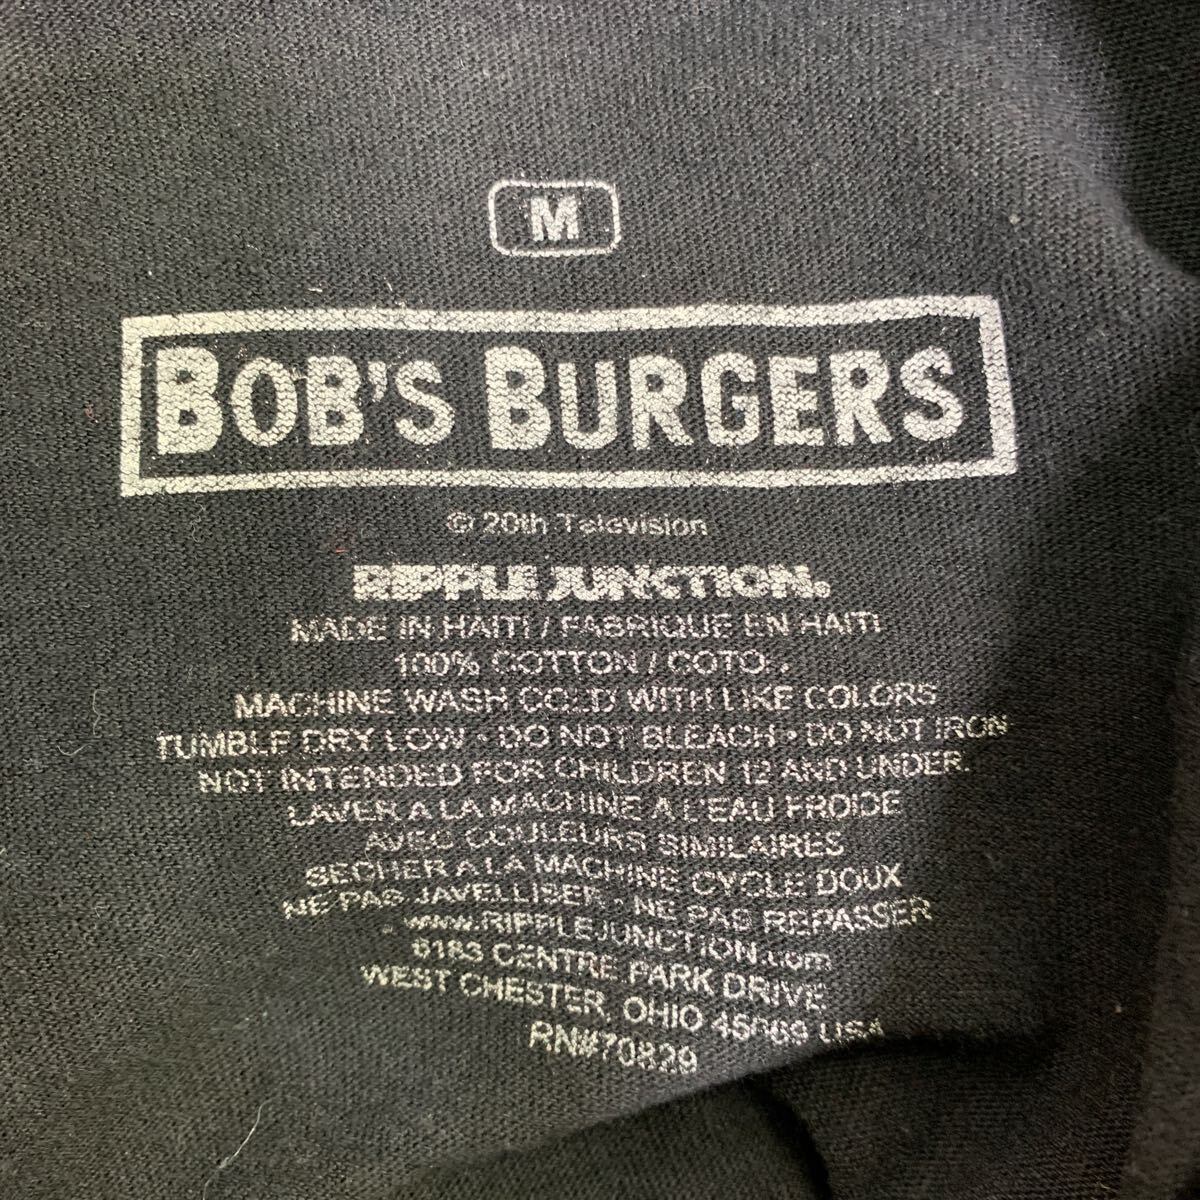 M
BOB'S BURGERS
© 20th Television
RIPPLE JUNCTION.
MADE IN HAITI / FABRIQUE EN HAITI
100% COTTON / COTON.
MACHINE WASH COLD WITH LIKE COLORS
TUMBLE DRY LOW • DO NOT BLEACH • DO NOT IRON
NOT INTENDED FOR CHILDREN 12 AND UNDER.
LAVER A LA MACHINE A L'EAU FROIDE
AVEC COULEURS SIMILAIRES
SECHER A LA MACHINE CYCLE DOUX
NE PAS JAVELLISER • NE PAS REPASSER
www.RIPPLEJUNCTION.com
6183 CENTRE PARK DRIVE
WEST CHESTER, OHIO 45069 USA
RN#70829